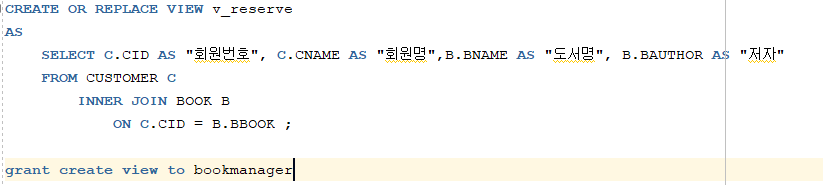 CREATE OR REPLACE VIEW v_reserve
AS
SELECT C.CID AS "회원번호", C.CNAME AS "회원명",B.BNAME AS "도서명", B.BAUTHOR AS "저자"
FROM CUSTOMER C
INNER JOIN BOOK B
ON C.CID = B.BBOOK ;
grant create view to bookmanager